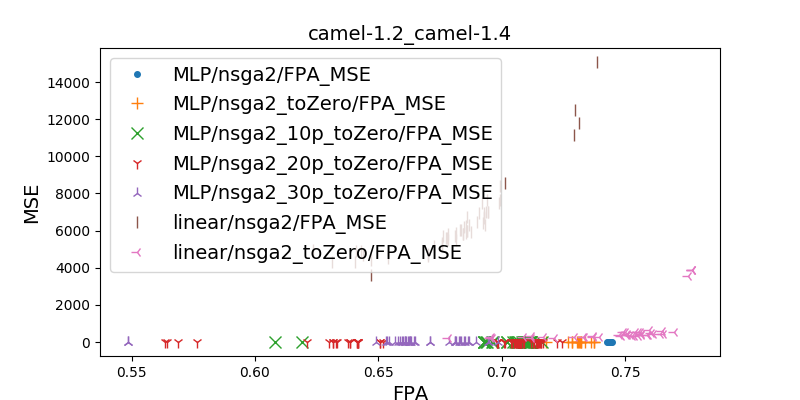 camel-1.2_camel-1.4
MSE
14000
12000
10000
8000
6000
4000
2000
0
MLP/nsga2/FPA_MSE
MLP/nsga2_toZero/FPA_MSE
MLP/nsga2_10p_toZero/FPA_MSE
MLP/nsga2_20p_toZero/FPA_MSE
MLP/nsga2_30p_toZero/FPA_MSE
linear/nsga2/FPA_MSE
linear/nsga2_toZero/FPA_MSE
0.55 0.60 0.65 0.70 0.75
FPA